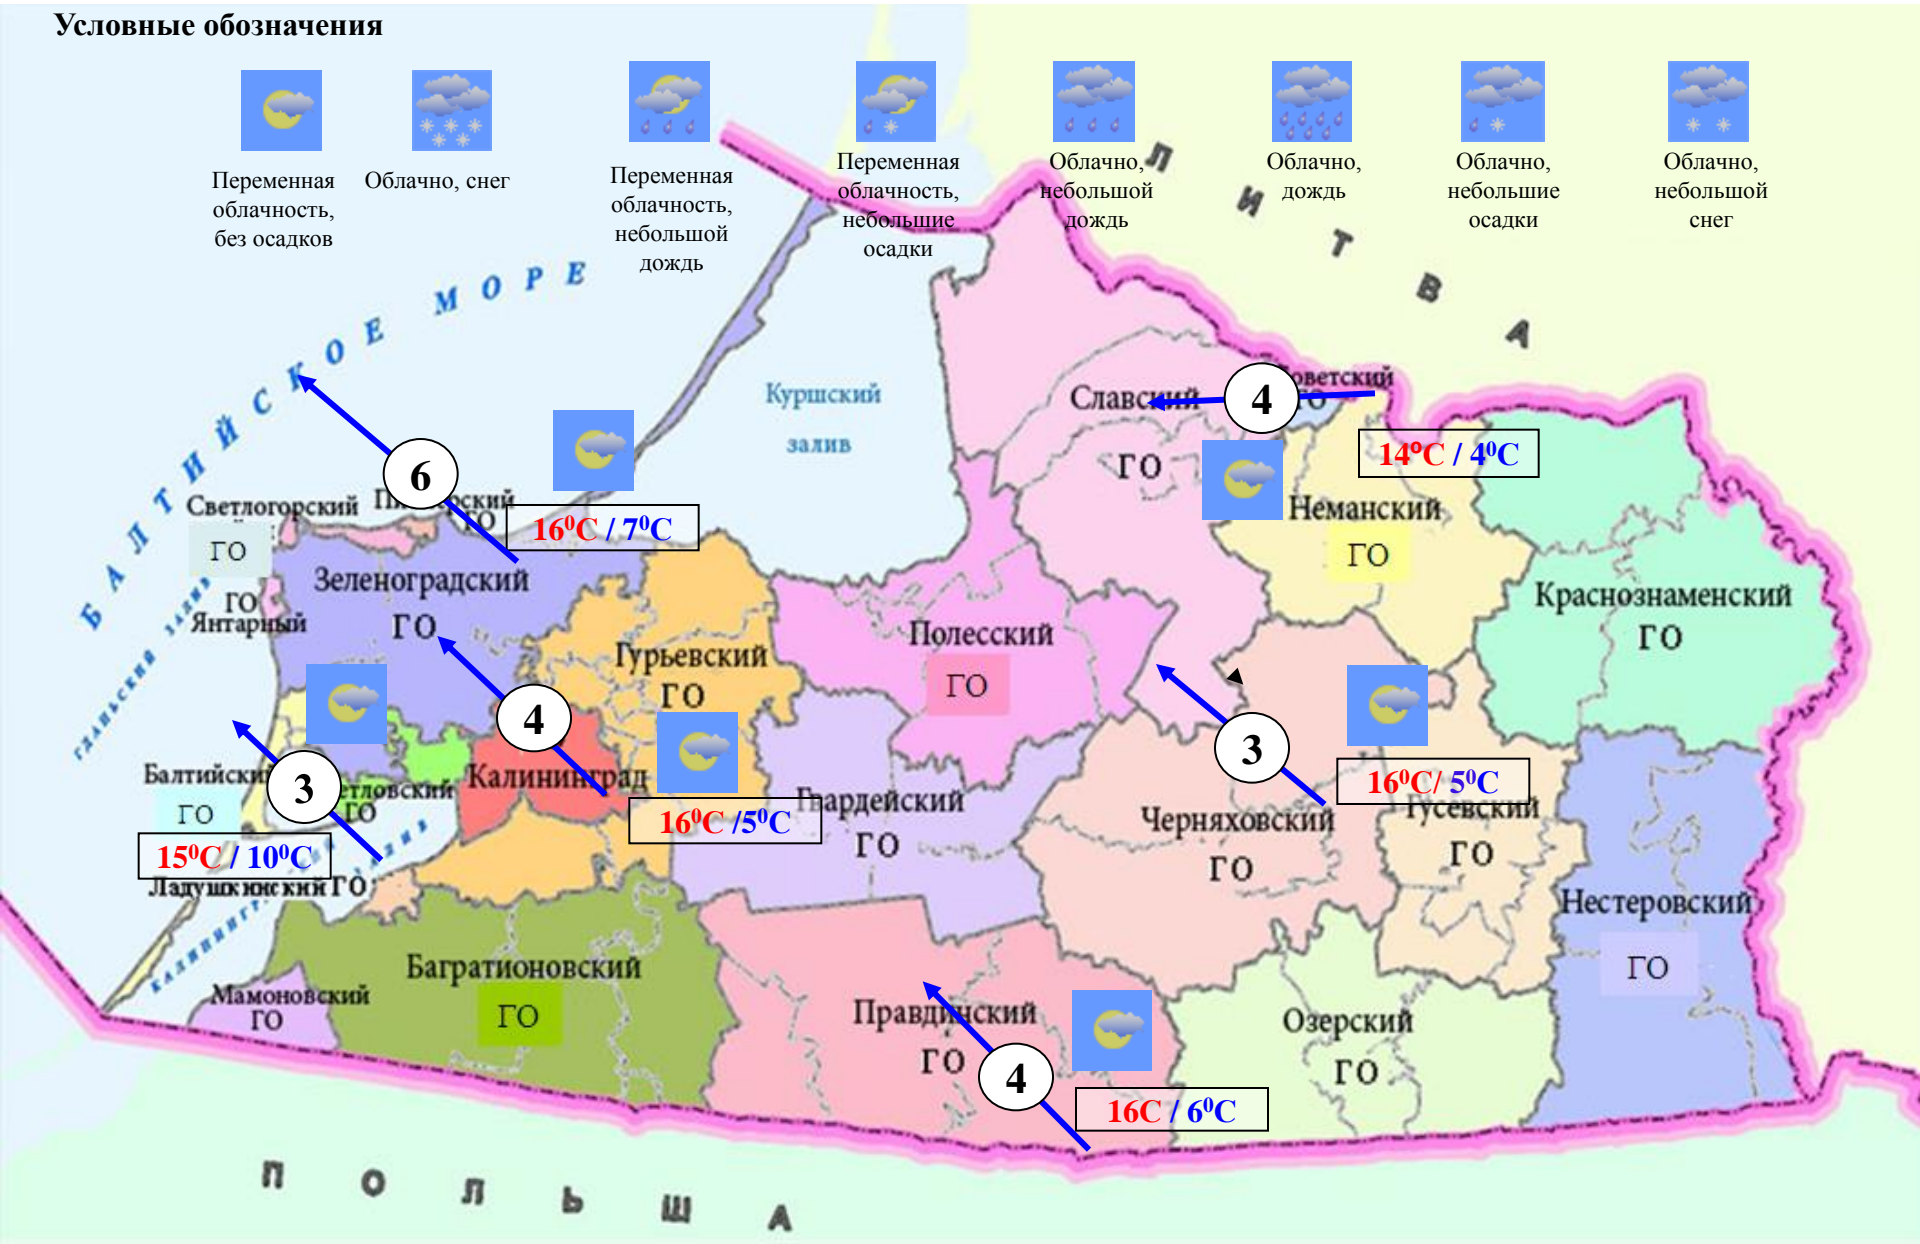 Условные обозначения
Переменная
облачность,
без осадков
Облачно, снег
Переменная
облачность,
небольшой
дождь
Переменная
облачность,
небольшие
осадки
Облачно,
небольшой
дождь
Облачно,
дождь
Облачно,
небольшие
осадки
Облачно,
небольшой
снег
ЛИТВА
БАЛТИЙСКОЕ МОРЕ
Куршский
залив
Славский
ГО
4
ГО
14⁰C / 4⁰C
6
Светлогорский
ГО
ГО
16⁰C / 7⁰C
Неманский
ГО
Зеленоградский
ГО
ГО
Янтарный
Краснознаменский
ГО
Полесский
ГО
Гурьевский
ГО
4
3
3
Калининград
Балтийский
ГО
ГО
15⁰C / 10⁰C
16⁰C /5⁰C
16⁰C/ 5⁰C
Гвардейский
ГО
Черняховский
ГО
Гусевский
ГО
Ладушкинский ГО
Нестеровский
ГО
Багратионовский
ГО
Мамоновский
ГО
Правдинский
ГО
4
16C / 6⁰C
Озерский
ГО
ПОЛЬША